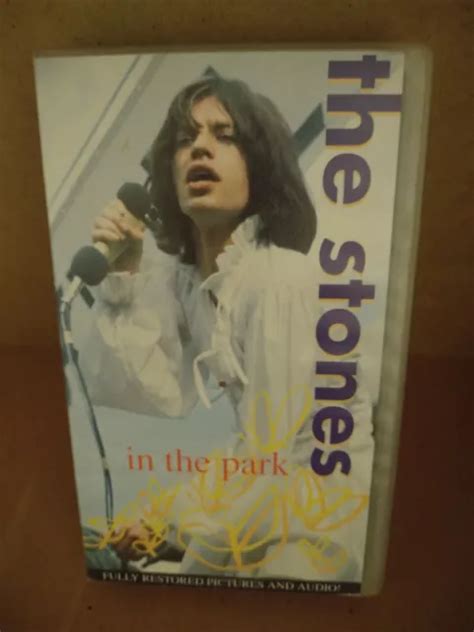 the stones
in the park
FULLY RESTORED PICTURES AND AUDIO!